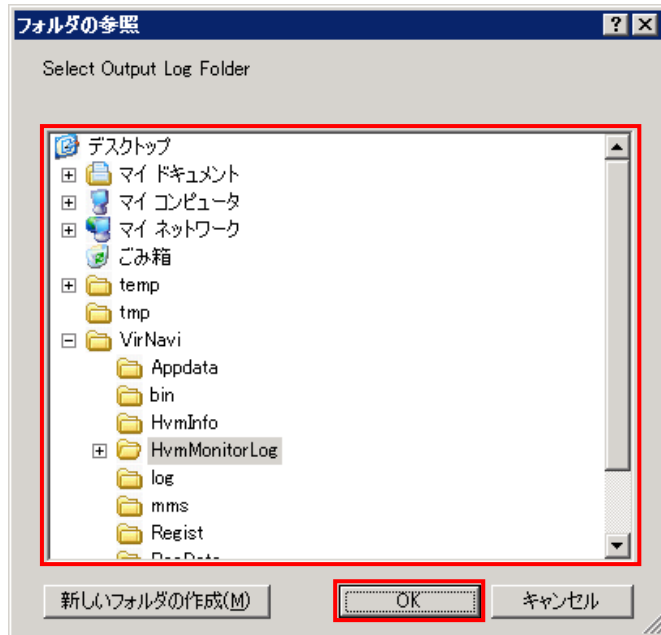 フォルダの参照
Select Output Log Folder
デスクトップ
マイ ドキュメント
マイ コンピュータ
マイ ネットワーク
ごみ箱
temp
tmp
VirNavi
Appdata
bin
HvmInfo
HvmMonitorLog
log
mms
Regist
新しいフォルダの作成(M) OK キャンセル